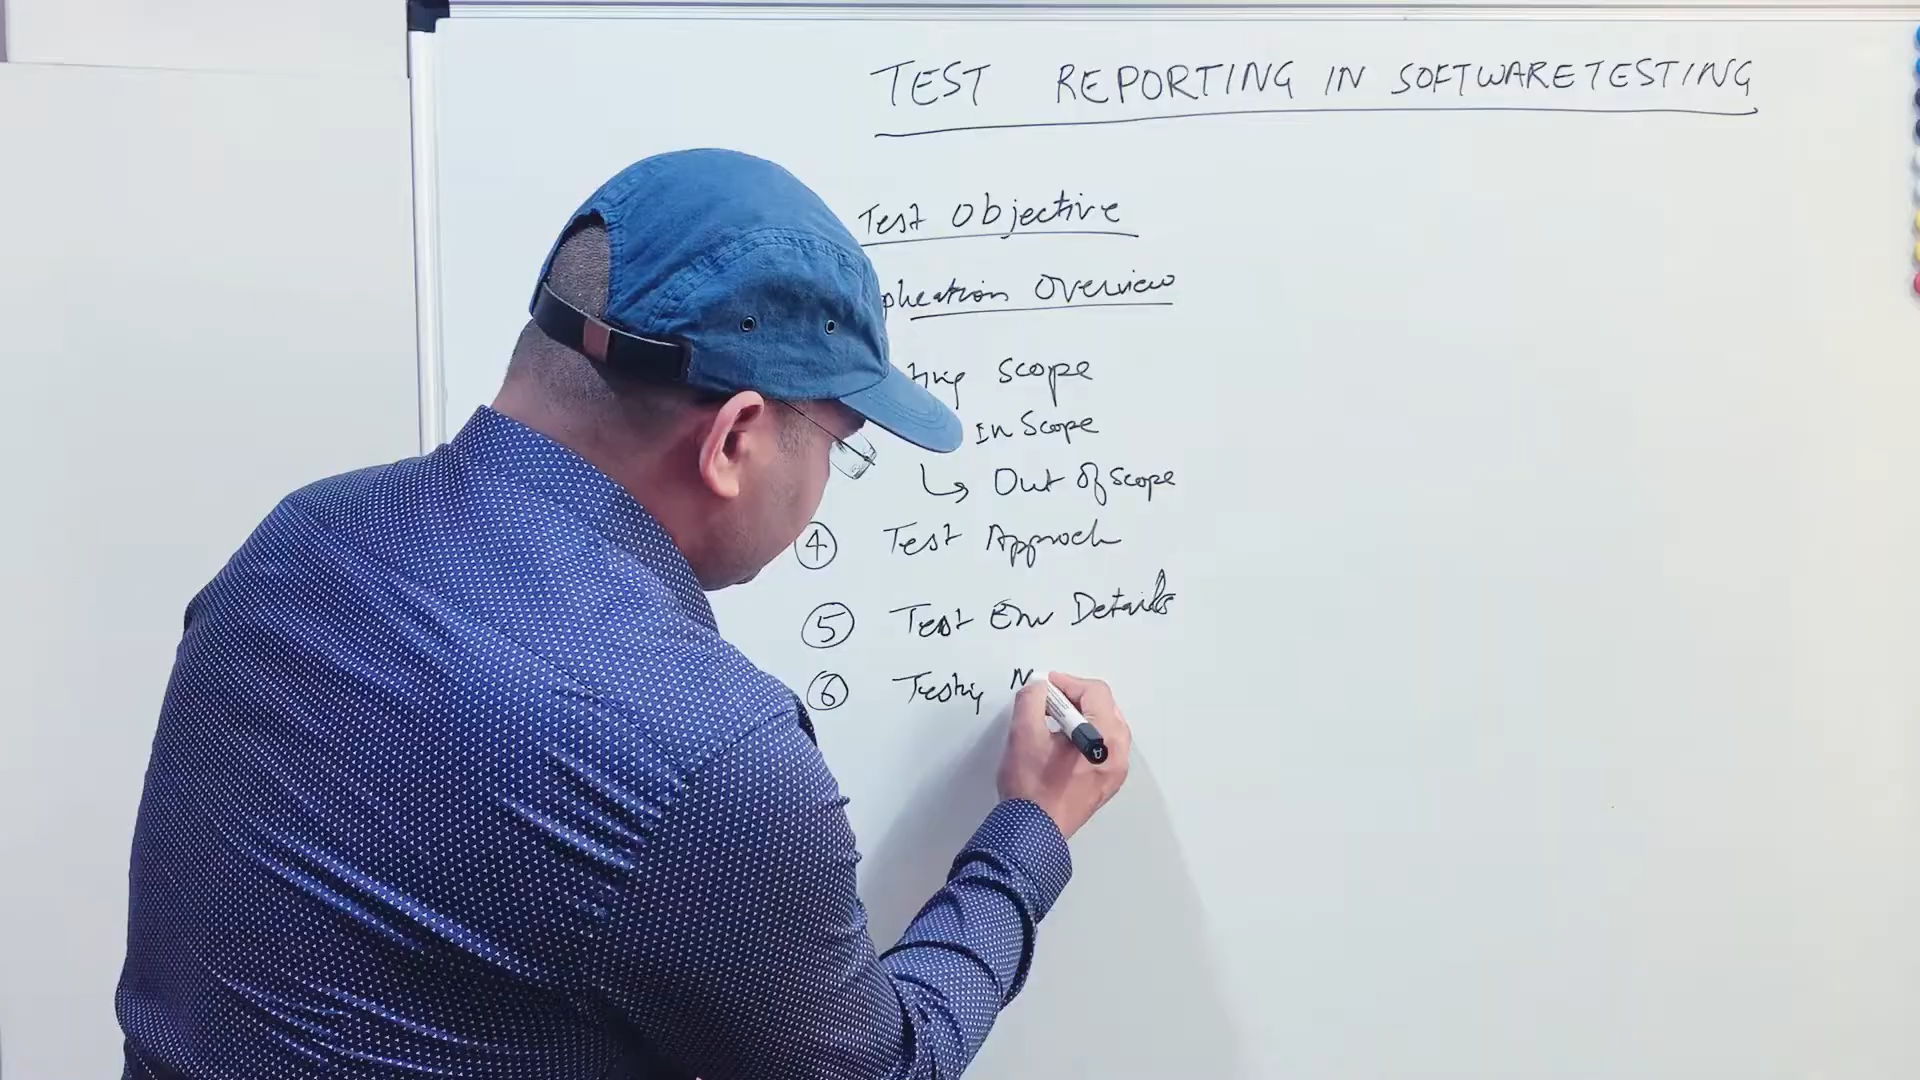 TEST REPORTING IN SOFTWARE TESTING
Test Objective
plication Overview
ting Scope
In Scope
Out Of Scope
4 Test Approch
5 Test Env Details
6 Testing